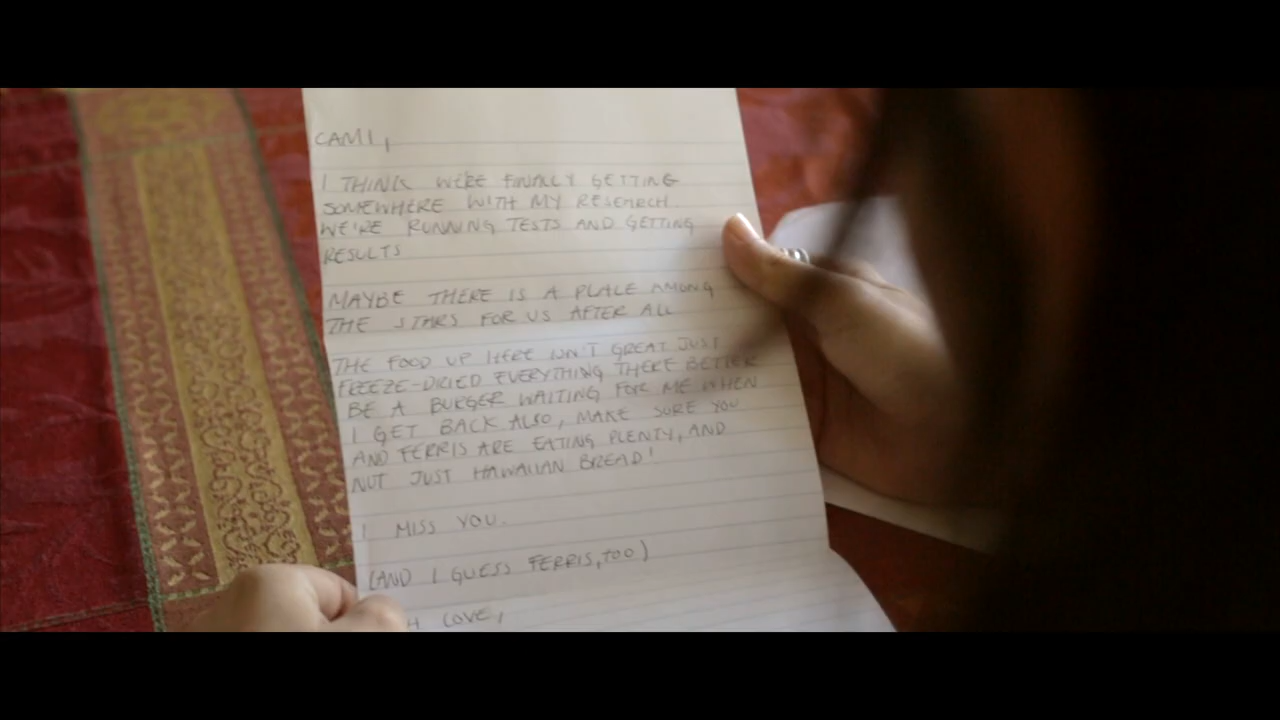 CAMI,
I THINK WE'RE FINALLY GETTING
SOMEWHERE WITH MY RESEARCH.
WE'RE RUNNING TESTS AND GETTING
RESULTS
MAYBE THERE IS A PLACE AMONG
THE STARS FOR US AFTER ALL
THE FOOD UP HERE ISN'T GREAT JUST
FREEZE-DRIED EVERYTHING THERE BETTER
BE A BURGER WAITING FOR ME WHEN
I GET BACK ALSO, MAKE SURE YOU
AND FERRIS ARE EATING PLENTY, AND
NOT JUST HAWAIIAN BREAD!
I MISS YOU.
(AND I GUESS FERRIS, TOO)
LOVE,